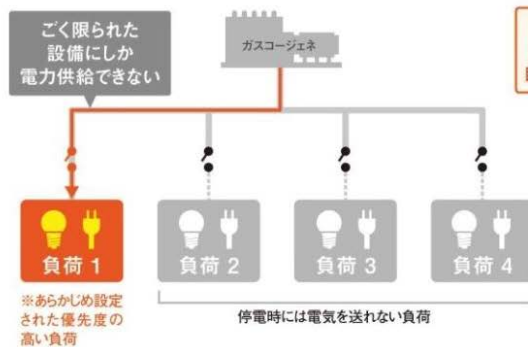 ごく限られた
設備にしか
電力供給できない
ガスコージェネ
負荷 1
負荷 2
負荷 3
負荷 4
※あらかじめ設定
された優先度の
高い負荷
停電時には電気を送れない負荷